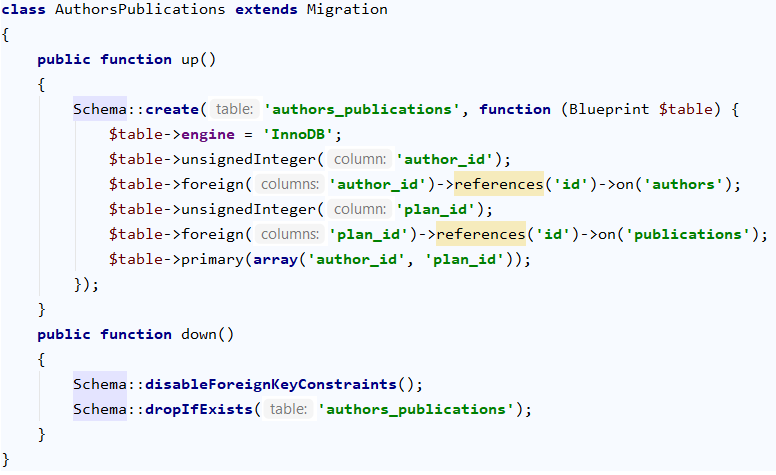 class AuthorsPublications extends Migration
{
    public function up()
    {
        Schema::create( table: 'authors_publications', function (Blueprint $table) {
            $table->engine = 'InnoDB';
            $table->unsignedInteger( column: 'author_id');
            $table->foreign( columns: 'author_id')->references('id')->on('authors');
            $table->unsignedInteger( column: 'plan_id');
            $table->foreign( columns: 'plan_id')->references('id')->on('publications');
            $table->primary(array('author_id', 'plan_id'));
        });
    }
    public function down()
    {
        Schema::disableForeignKeyConstraints();
        Schema::dropIfExists( table: 'authors_publications');
    }
}